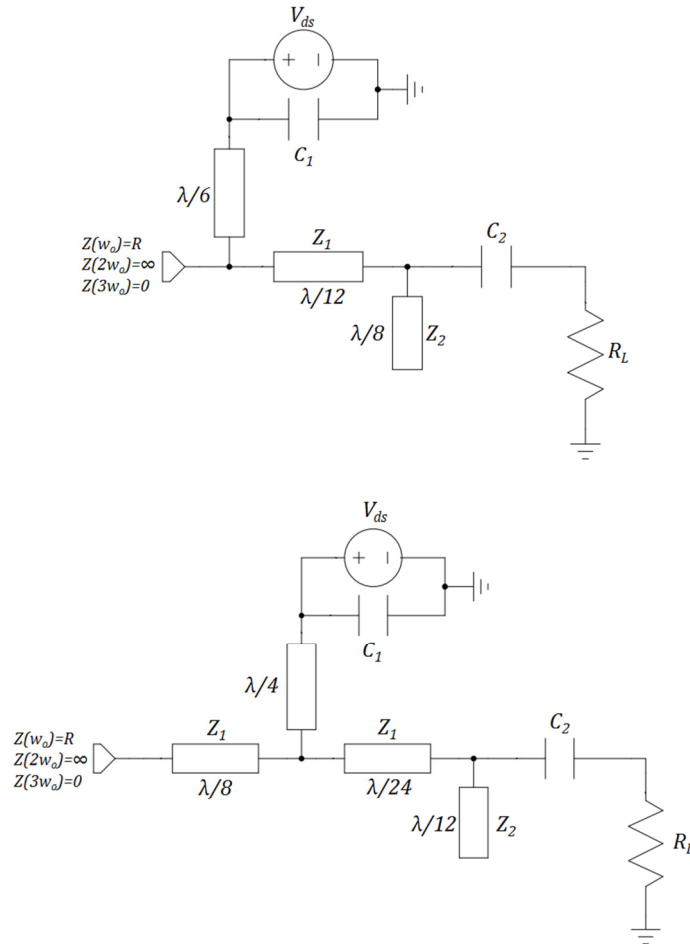 V_ds
+ −
C_1
λ/6
Z(w_o)=R
Z(2w_o)=∞
Z(3w_o)=0
Z_1
λ/12
C_2
λ/8 Z_2
R_L
V_ds
+ −
C_1
λ/4
Z(w_o)=R
Z(2w_o)=∞
Z(3w_o)=0
Z_1
λ/8
Z_1
λ/24
C_2
λ/12 Z_2
R_L